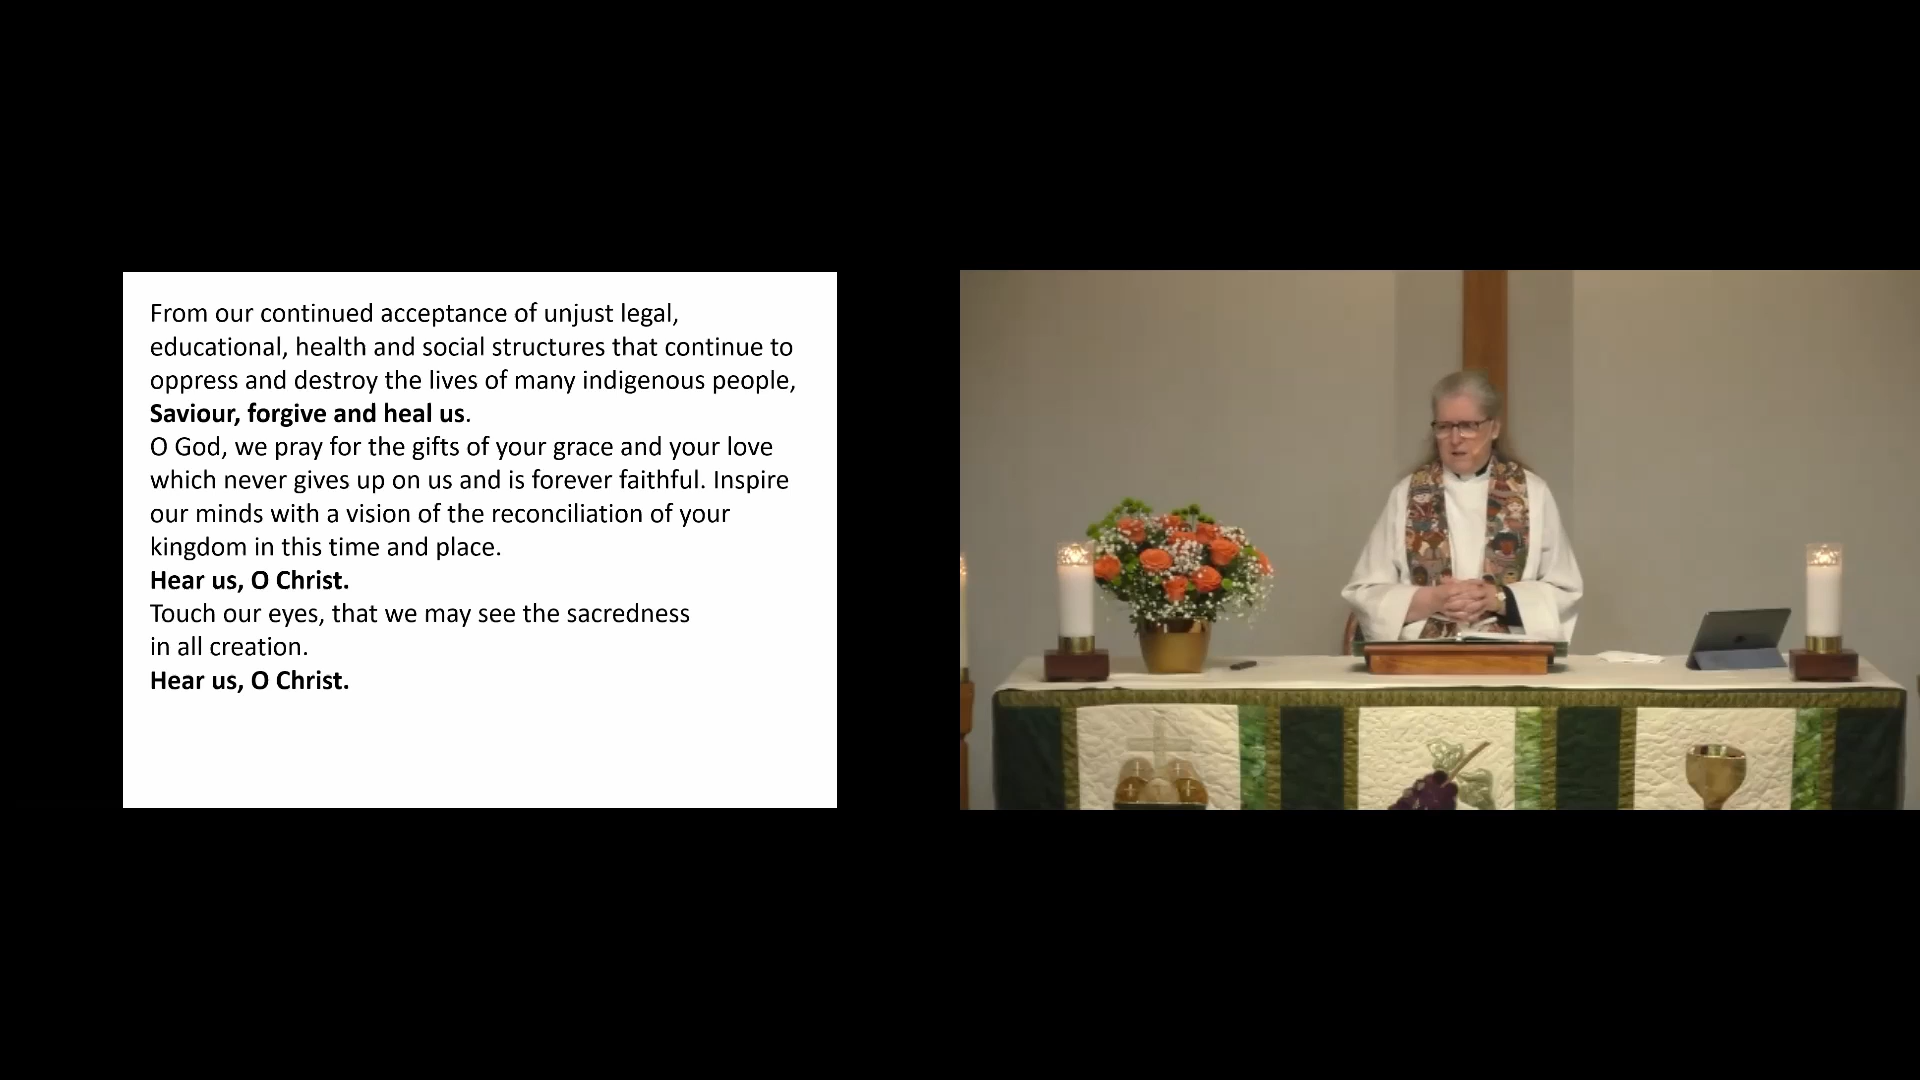 From our continued acceptance of unjust legal,
educational, health and social structures that continue to
oppress and destroy the lives of many indigenous people,
Saviour, forgive and heal us.
O God, we pray for the gifts of your grace and your love
which never gives up on us and is forever faithful. Inspire
our minds with a vision of the reconciliation of your
kingdom in this time and place.
Hear us, O Christ.
Touch our eyes, that we may see the sacredness
in all creation.
Hear us, O Christ.